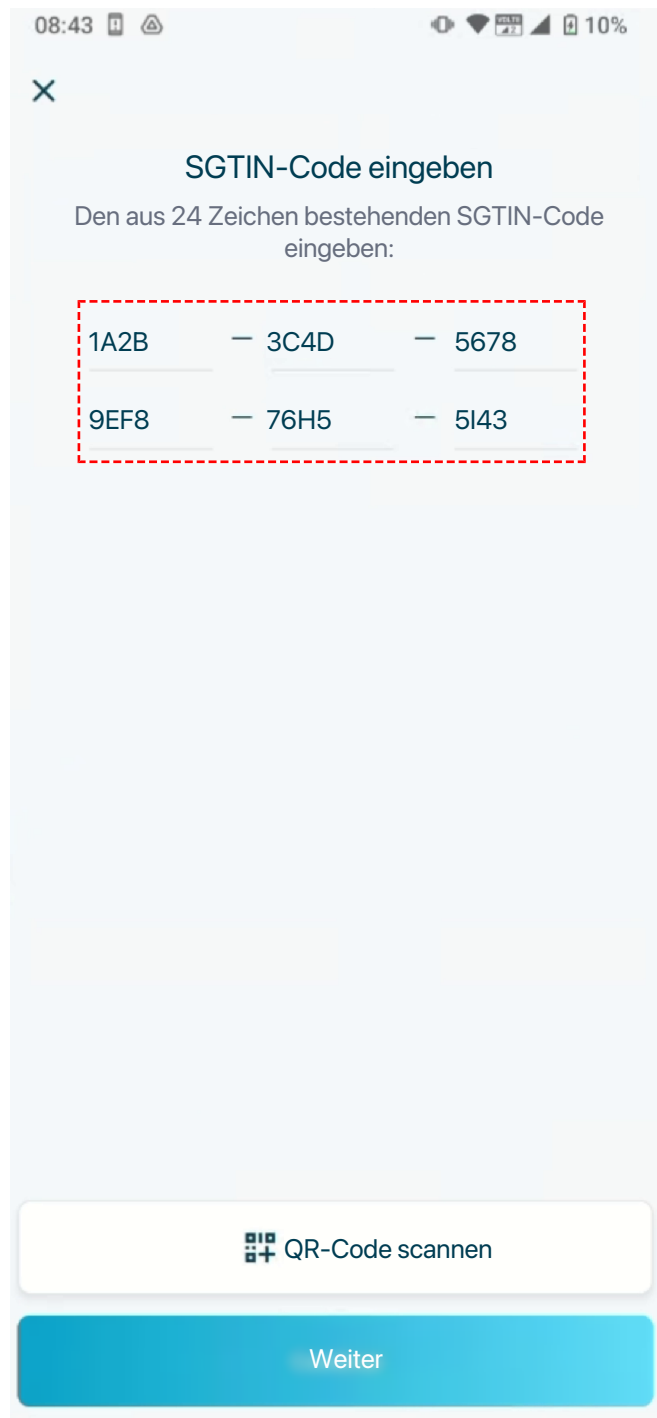 08:43 10%
SGTIN-Code eingeben
Den aus 24 Zeichen bestehenden SGTIN-Code
eingeben:
1A2B – 3C4D – 5678
9EF8 – 76H5 – 5I43
QR-Code scannen
Weiter